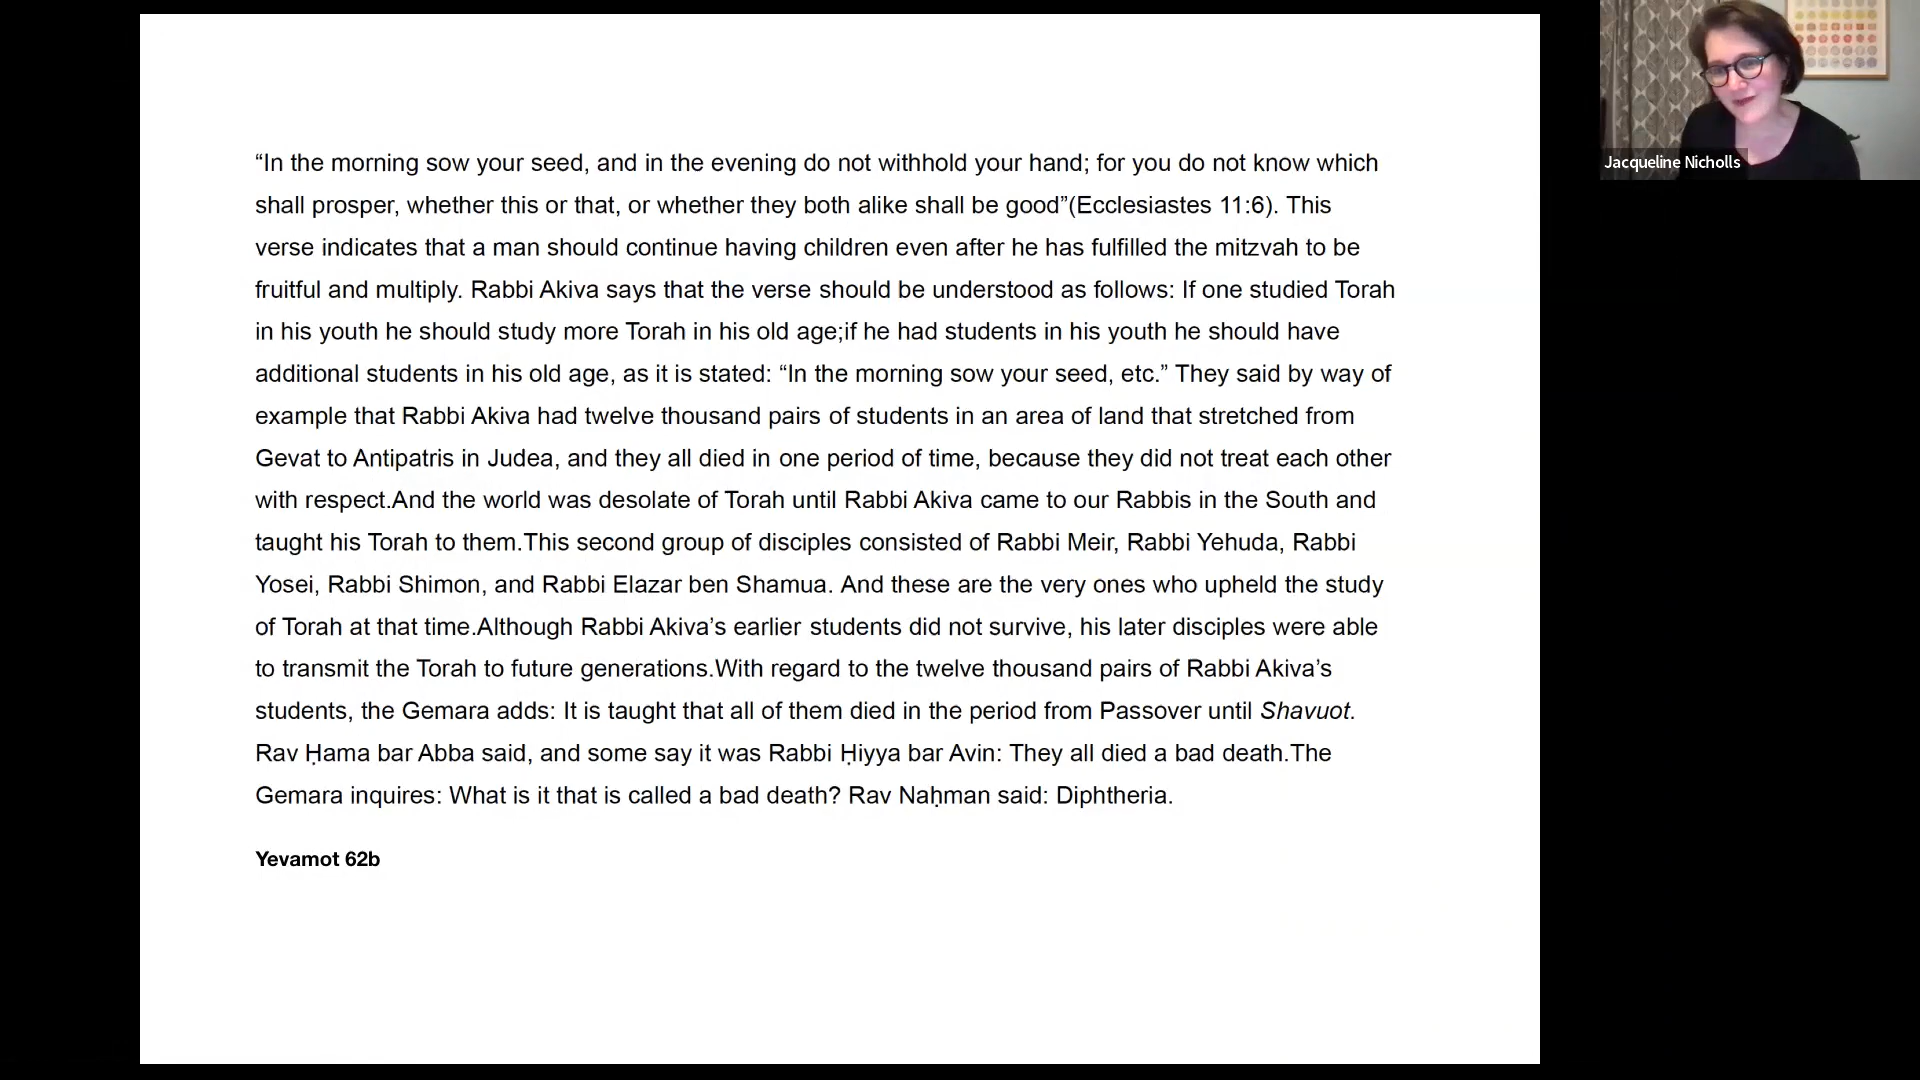 “In the morning sow your seed, and in the evening do not withhold your hand; for you do not know which
shall prosper, whether this or that, or whether they both alike shall be good”(Ecclesiastes 11:6). This
verse indicates that a man should continue having children even after he has fulfilled the mitzvah to be
fruitful and multiply. Rabbi Akiva says that the verse should be understood as follows: If one studied Torah
in his youth he should study more Torah in his old age;if he had students in his youth he should have
additional students in his old age, as it is stated: “In the morning sow your seed, etc.” They said by way of
example that Rabbi Akiva had twelve thousand pairs of students in an area of land that stretched from
Gevat to Antipatris in Judea, and they all died in one period of time, because they did not treat each other
with respect.And the world was desolate of Torah until Rabbi Akiva came to our Rabbis in the South and
taught his Torah to them.This second group of disciples consisted of Rabbi Meir, Rabbi Yehuda, Rabbi
Yosei, Rabbi Shimon, and Rabbi Elazar ben Shamua. And these are the very ones who upheld the study
of Torah at that time.Although Rabbi Akiva’s earlier students did not survive, his later disciples were able
to transmit the Torah to future generations.With regard to the twelve thousand pairs of Rabbi Akiva’s
students, the Gemara adds: It is taught that all of them died in the period from Passover until Shavuot.
Rav Ḥama bar Abba said, and some say it was Rabbi Ḥiyya bar Avin: They all died a bad death.The
Gemara inquires: What is it that is called a bad death? Rav Naḥman said: Diphtheria.
Yevamot 62b
Jacqueline Nicholls